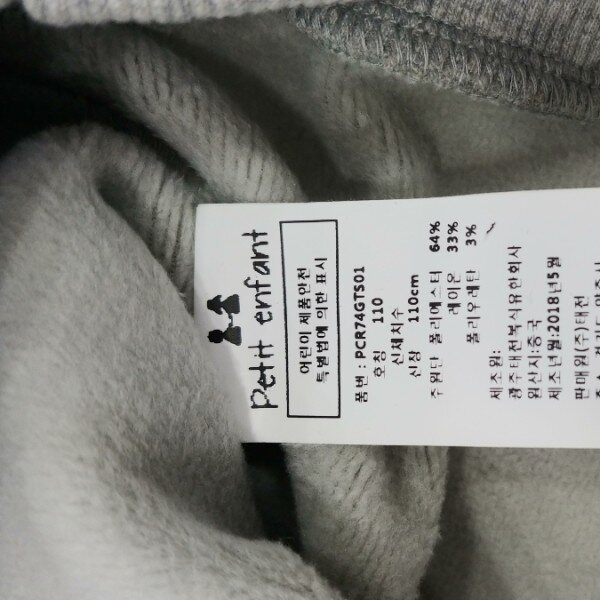 Petit enfant
어린이 제품안전
특별법에 의한 표시
품번 : PCR74GTS01
호칭 110
신체치수
신장 110cm
주원단 폴리에스터 64%
레이온 33%
폴리우레탄 3%
제조원:
광주태전복식유한회사
원산지:중국
제조년월:2018년5월
판매원(주)대전